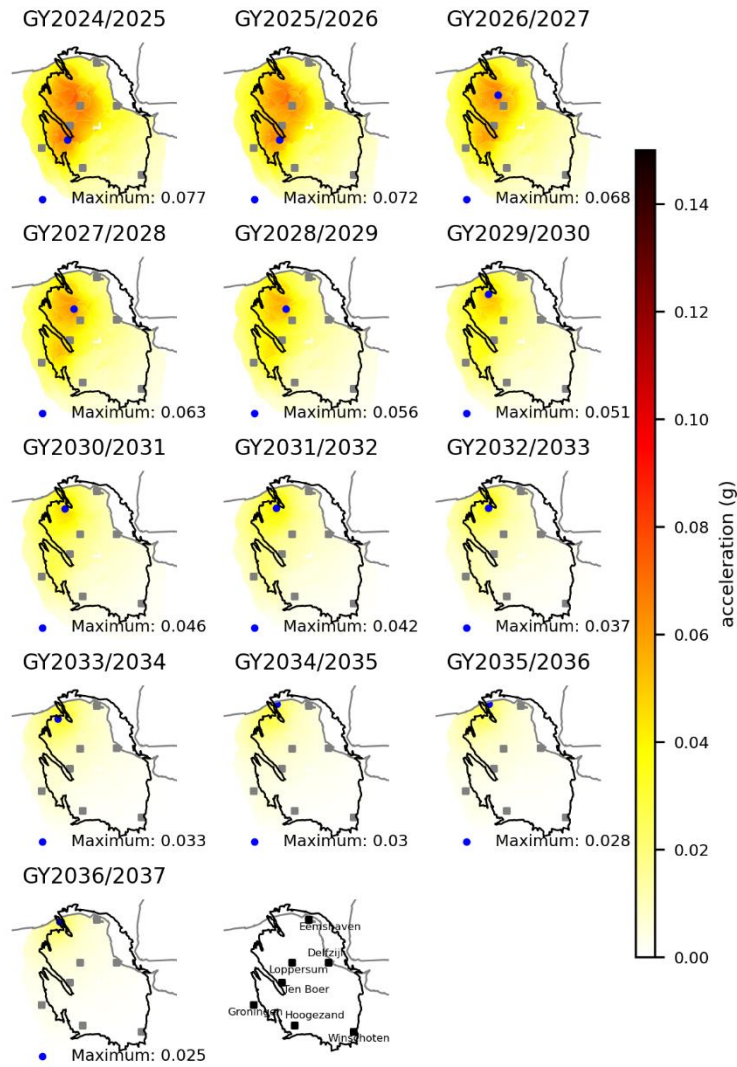 GY2024/2025
GY2025/2026
GY2026/2027
Maximum: 0.077
Maximum: 0.072
Maximum: 0.068
GY2027/2028
GY2028/2029
GY2029/2030
Maximum: 0.063
Maximum: 0.056
Maximum: 0.051
GY2030/2031
GY2031/2032
GY2032/2033
Maximum: 0.046
Maximum: 0.042
Maximum: 0.037
GY2033/2034
GY2034/2035
GY2035/2036
Maximum: 0.033
Maximum: 0.03
Maximum: 0.028
GY2036/2037
Maximum: 0.025
Eemshaven
Delfzijl
Loppersum
Ten Boer
Groningen
Hoogezand
Winschoten
0.14
0.12
0.10
0.08
0.06
0.04
0.02
0.00
acceleration (g)